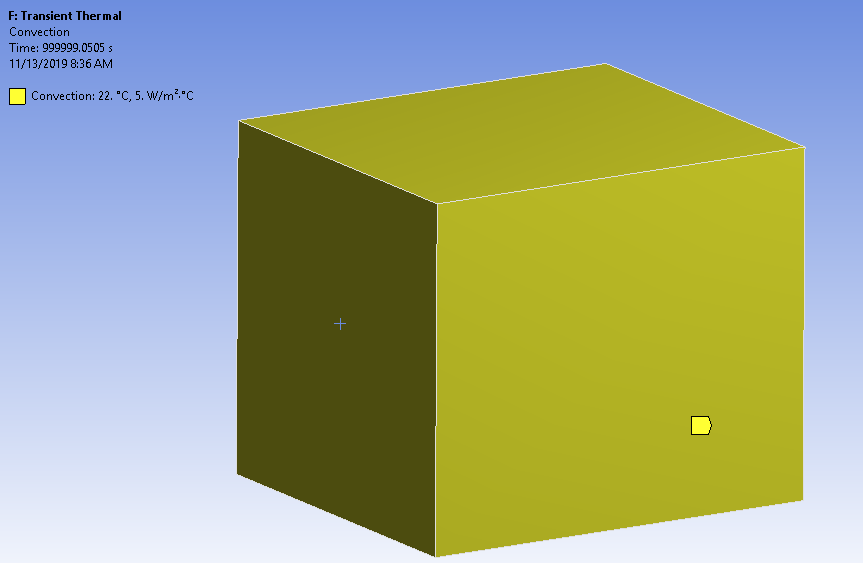 F: Transient Thermal
Convection
Time: 999999.0505 s
11/13/2019 8:36 AM
Convection: 22. °C, 5. W/m²·°C